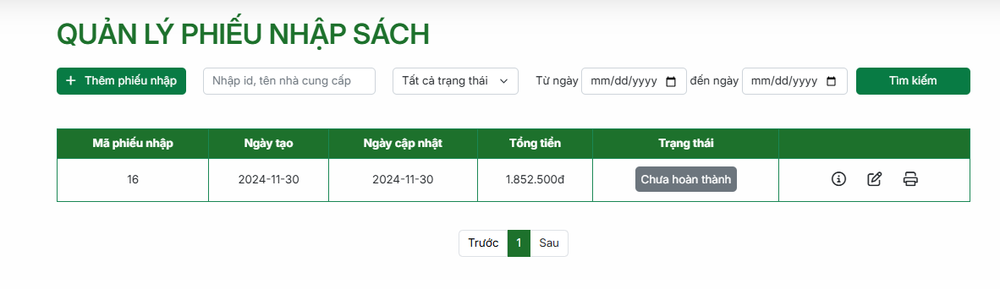 QUẢN LÝ PHIẾU NHẬP SÁCH
+ Thêm phiếu nhập Nhập id, tên nhà cung cấp Tất cả trạng thái Từ ngày mm/dd/yyyy đến ngày mm/dd/yyyy Tìm kiếm
Mã phiếu nhập Ngày tạo Ngày cập nhật Tổng tiền Trạng thái
16 2024-11-30 2024-11-30 1.852.500đ Chưa hoàn thành
Trước 1 Sau